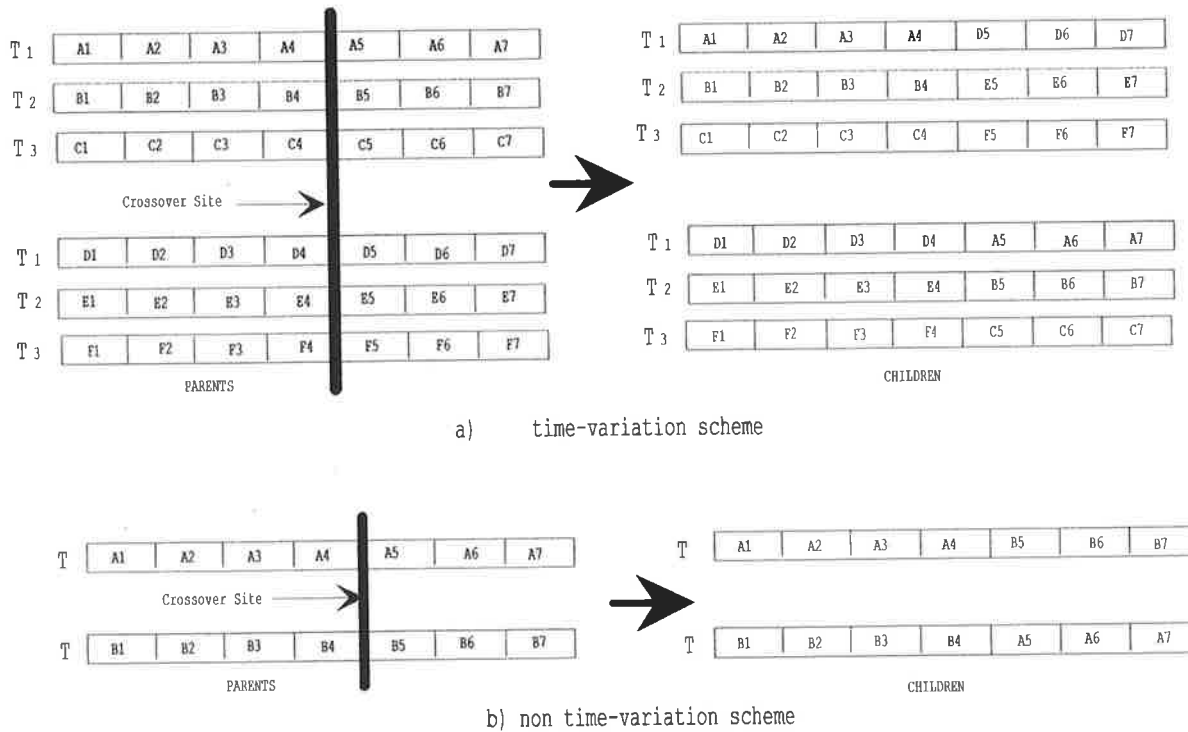 T 1 A1 A2 A3 A4 A5 A6 A7
T 2 B1 B2 B3 B4 B5 B6 B7
T 3 C1 C2 C3 C4 C5 C6 C7
Crossover Site
T 1 D1 D2 D3 D4 D5 D6 D7
T 2 E1 E2 E3 E4 E5 E6 E7
T 3 F1 F2 F3 F4 F5 F6 F7
PARENTS
T 1 A1 A2 A3 A4 D5 D6 D7
T 2 B1 B2 B3 B4 E5 E6 E7
T 3 C1 C2 C3 C4 F5 F6 F7
T 1 D1 D2 D3 D4 A5 A6 A7
T 2 E1 E2 E3 E4 B5 B6 B7
T 3 F1 F2 F3 F4 C5 C6 C7
CHILDREN
a) time-variation scheme
T A1 A2 A3 A4 A5 A6 A7
Crossover Site
T B1 B2 B3 B4 B5 B6 B7
PARENTS
T A1 A2 A3 A4 B5 B6 B7
T B1 B2 B3 B4 A5 A6 A7
CHILDREN
b) non time-variation scheme